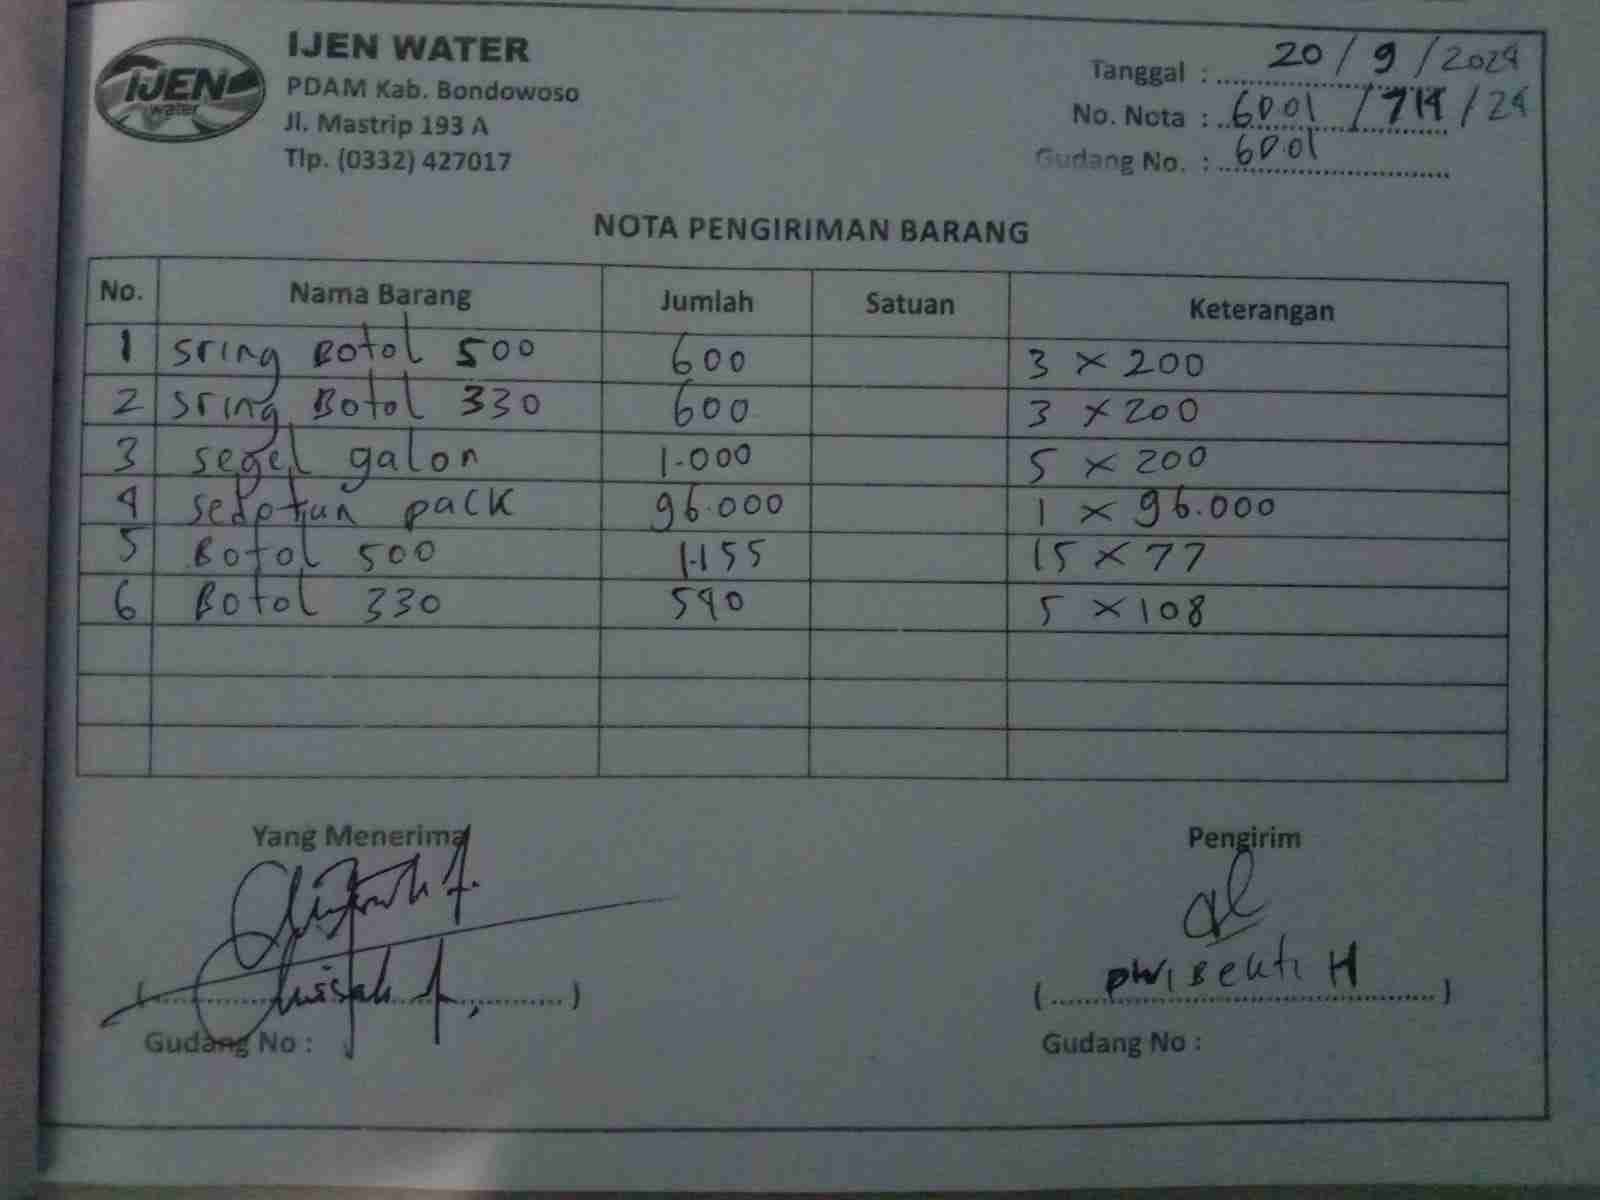 IJEN water
IJEN WATER
PDAM Kab. Bondowoso
Jl. Mastrip 193 A
Tlp. (0332) 427017
Tanggal : 20 / 9 / 2024
No. Nota : 6001 / 714 / 24
Gudang No. : 6001
NOTA PENGIRIMAN BARANG
No. Nama Barang Jumlah Satuan Keterangan
1 sring Botol 500 600 3 x 200
2 sring Botol 330 600 3 x 200
3 segel galon 1.000 5 x 200
4 sedotan pack 96.000 1 x 96.000
5 Botol 500 1.155 15 x 77
6 Botol 330 540 5 x 108
Yang Menerima Pengirim
( ) ( Dwi Bekti H )
Gudang No : Gudang No :